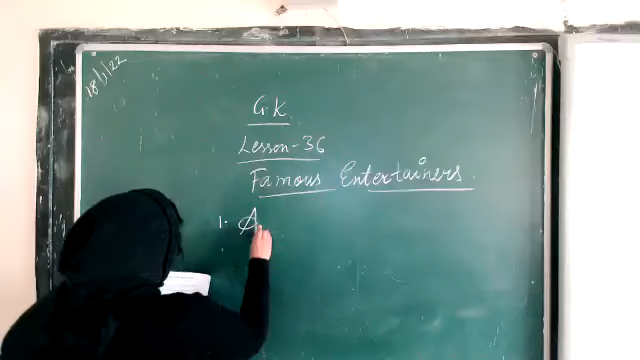 18/1/22
G.K
Lesson-36
Famous Entertainers
1. A